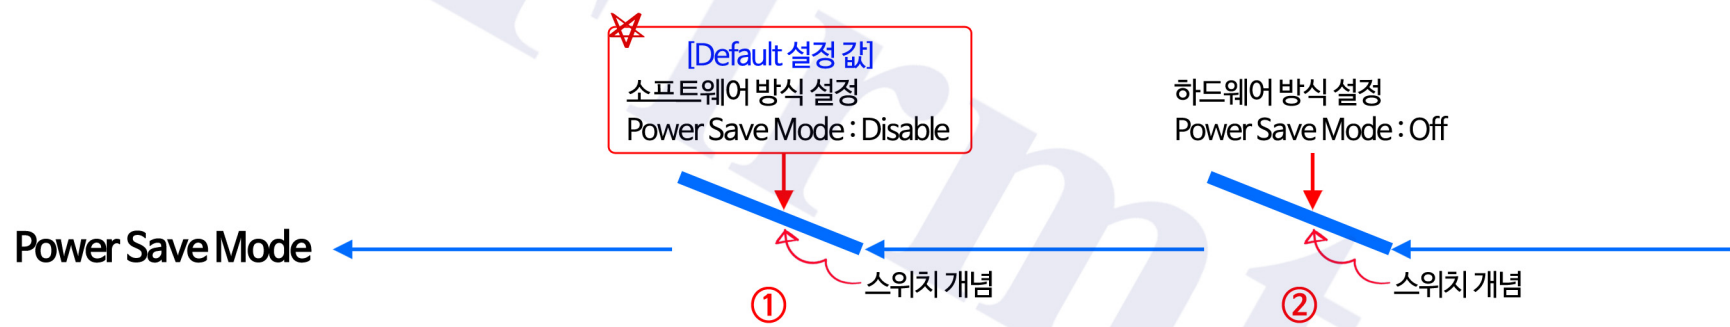 [Default 설정 값]
소프트웨어 방식 설정
Power Save Mode : Disable
하드웨어 방식 설정
Power Save Mode : Off
Power Save Mode
스위치 개념
스위치 개념
①
②